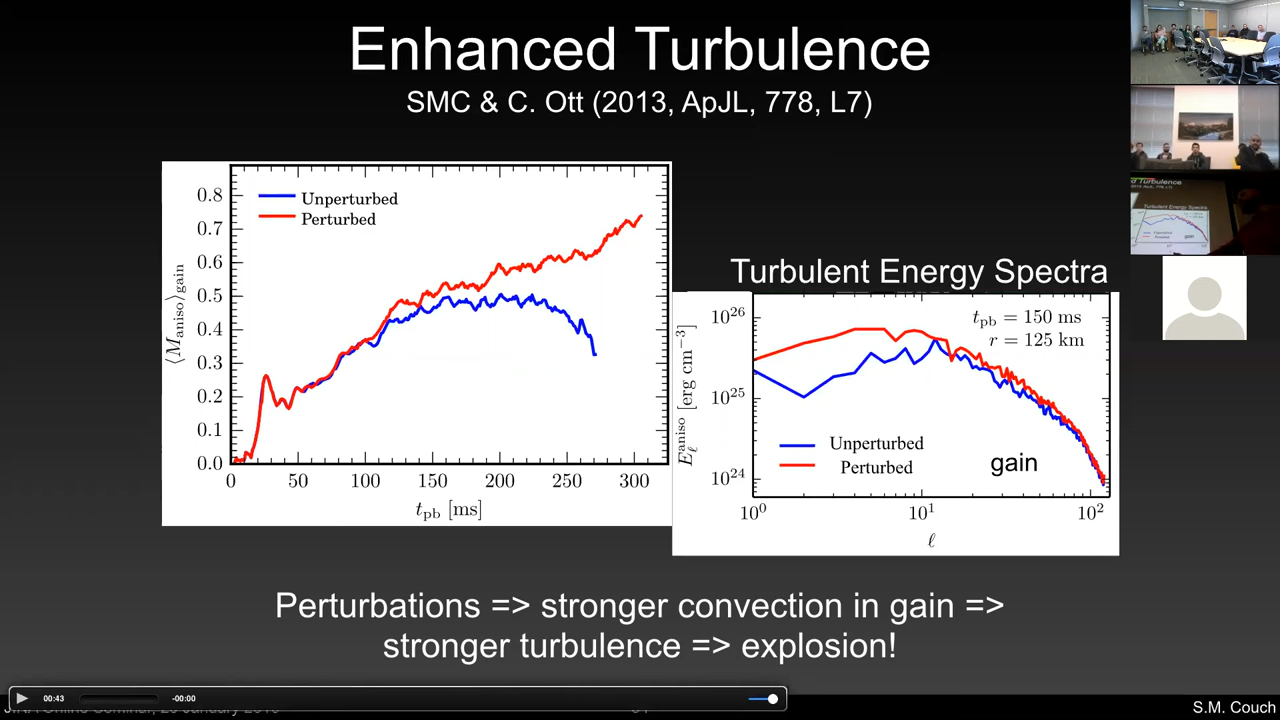 Enhanced Turbulence
SMC & C. Ott (2013, ApJL, 778, L7)
⟨M_aniso⟩_gain
0.8
0.7
0.6
0.5
0.4
0.3
0.2
0.1
0.0
Unperturbed
Perturbed
0 50 100 150 200 250 300
t_pb [ms]
Turbulent Energy Spectra
E_ℓ^aniso [erg cm^-3]
10^26
10^25
10^24
t_pb = 150 ms
r = 125 km
Unperturbed
Perturbed
gain
10^0 10^1 10^2
ℓ
Turbulent Energy Spectra
gain
Perturbations => stronger convection in gain =>
stronger turbulence => explosion!
00:43 -00:00
S.M. Couch